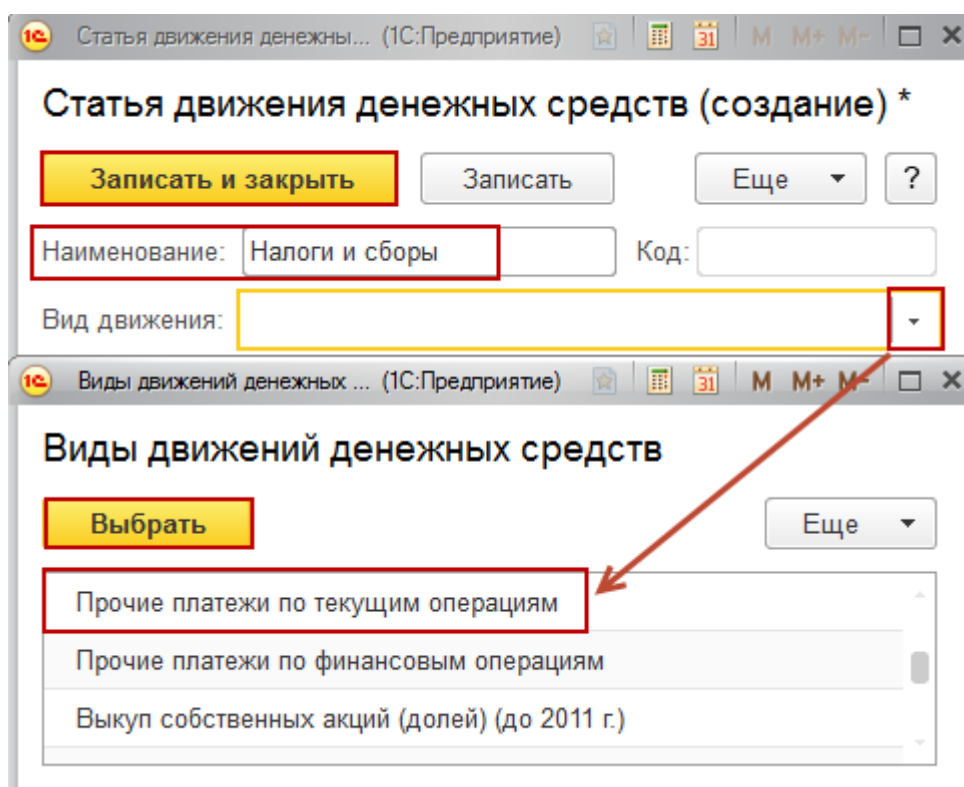 1С Статья движения денежны... (1С:Предприятие) 31 M M+ M-
Статья движения денежных средств (создание) *
Записать и закрыть Записать Еще ?
Наименование: Налоги и сборы Код:
Вид движения:
1С Виды движений денежных ... (1С:Предприятие) 31 M M+ M-
Виды движений денежных средств
Выбрать Еще
Прочие платежи по текущим операциям
Прочие платежи по финансовым операциям
Выкуп собственных акций (долей) (до 2011 г.)